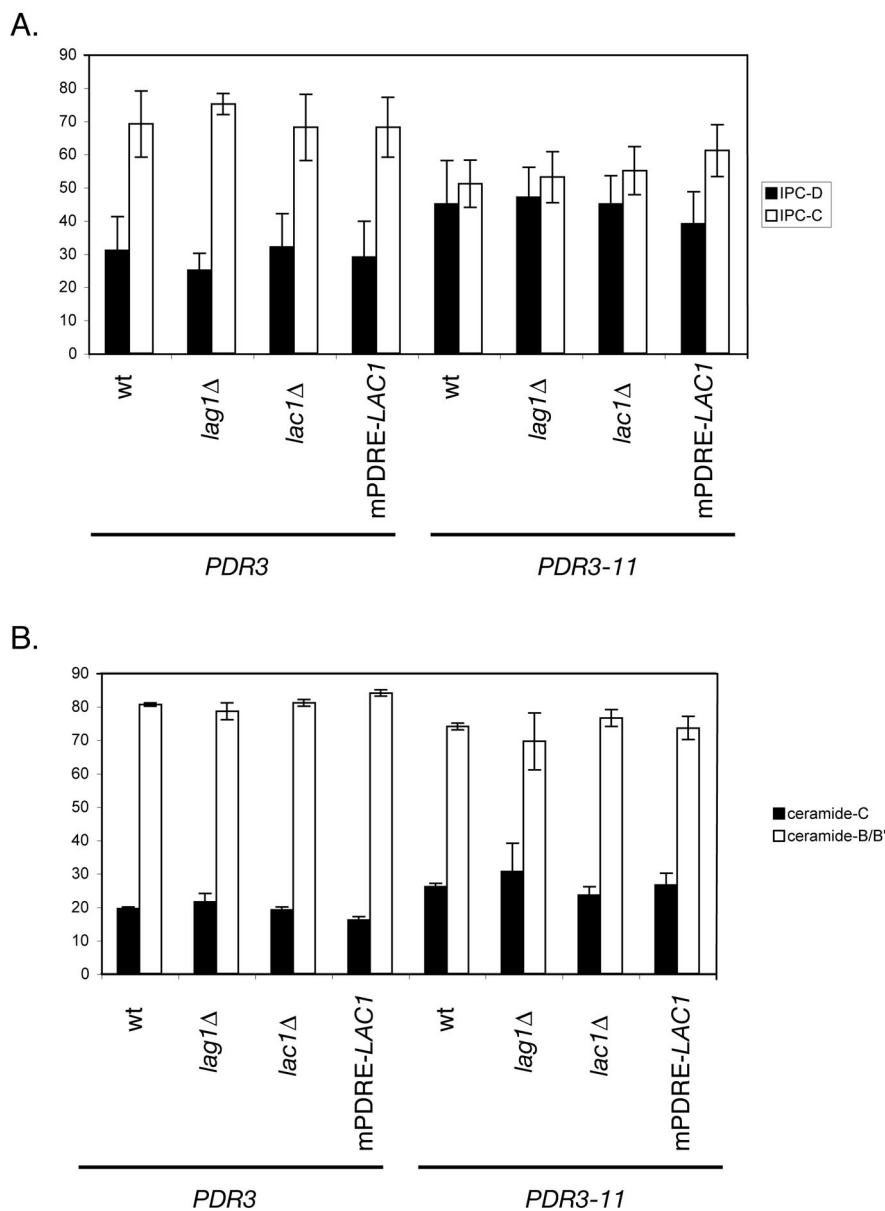 A.
90
80
70
60
50
40
30
20
10
0
IPC-D
IPC-C
wt
lag1Δ
lac1Δ
mPDRE-LAC1
wt
lag1Δ
lac1Δ
mPDRE-LAC1
PDR3
PDR3-11
B.
90
80
70
60
50
40
30
20
10
0
ceramide-C
ceramide-B/B'
wt
lag1Δ
lac1Δ
mPDRE-LAC1
wt
lag1Δ
lac1Δ
mPDRE-LAC1
PDR3
PDR3-11